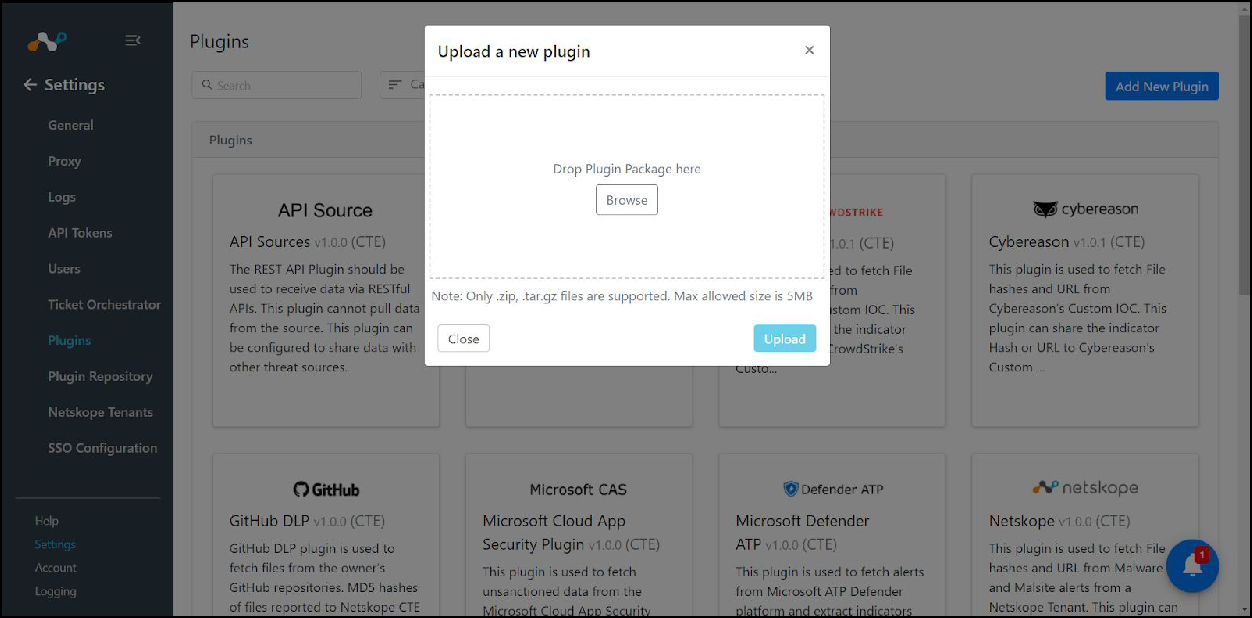 Settings
General
Proxy
Logs
API Tokens
Users
Ticket Orchestrator
Plugins
Plugin Repository
Netskope Tenants
SSO Configuration
Help
Settings
Account
Logging
Plugins
Search
Ca
Add New Plugin
Plugins
Upload a new plugin
×
Drop Plugin Package here
Browse
Note: Only .zip, .tar.gz files are supported. Max allowed size is 5MB
Close
Upload
API Source
API Sources v1.0.0 (CTE)
The REST API Plugin should be
used to receive data via RESTful
APIs. This plugin cannot pull data
from the source. This plugin can
be configured to share data with
other threat sources.
WDSTRIKE
1.0.1 (CTE)
ed to fetch File
from
ustom IOC. This
the indicator
CrowdStrike's
Custo...
cybereason
Cybereason v1.0.1 (CTE)
This plugin is used to fetch File
hashes and URL from
Cybereason's Custom IOC. This
plugin can share the indicator
Hash or URL to Cybereason's
Custom ...
GitHub
GitHub DLP v1.0.0 (CTE)
GitHub DLP plugin is used to
fetch files from the owner's
GitHub repositories. MD5 hashes
of files reported to Netskope CTE
Microsoft CAS
Microsoft Cloud App
Security Plugin v1.0.0 (CTE)
This plugin is used to fetch
unsanctioned data from the
Microsoft Cloud App Security
Defender ATP
Microsoft Defender
ATP v1.0.0 (CTE)
This plugin is used to fetch alerts
from Microsoft ATP Defender
platform and extract indicators
netskope
Netskope v1.0.0 (CTE)
This plugin is used to fetch File
hashes and URL from Malware
and Malsite alerts from a
Netskope Tenant. This plugin can
1